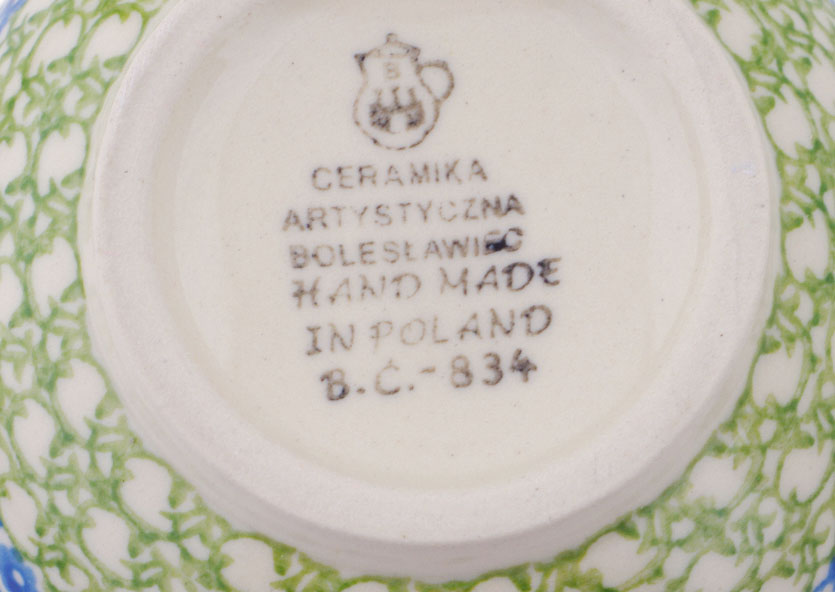 B
CERAMIKA
ARTYSTYCZNA
BOLESŁAWIEC
HAND MADE
IN POLAND
B.C.-834